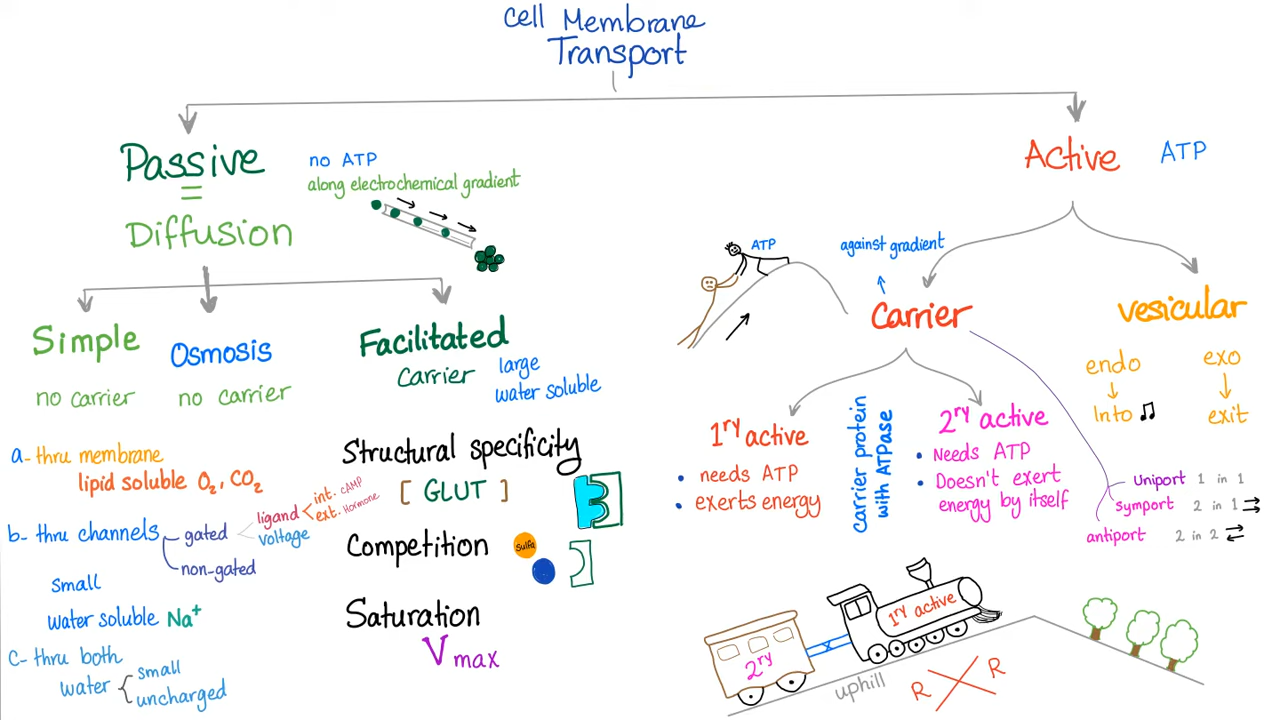 Cell Membrane
Transport
Passive
=
Diffusion
no ATP
along electrochemical gradient
Simple
no carrier
Osmosis
no carrier
Facilitated
Carrier
large
water soluble
a- thru membrane
lipid soluble O₂, CO₂
b- thru channels
gated
non-gated
ligand
voltage
int. cAMP
ext. Hormone
small
water soluble Na⁺
c- thru both
water
small
uncharged
Structural specificity
[ GLUT ]
Competition
Sulfa
Saturation
Vmax
Active
ATP
ATP
against gradient
Carrier
vesicular
endo
Into
exo
exit
1ry active
• needs ATP
• exerts energy
Carrier protein
with ATPase
2ry active
• Needs ATP
• Doesn't exert
energy by itself
Uniport 1 in 1
Symport 2 in 1
antiport 2 in 2
2ry
1ry active
uphill
R R